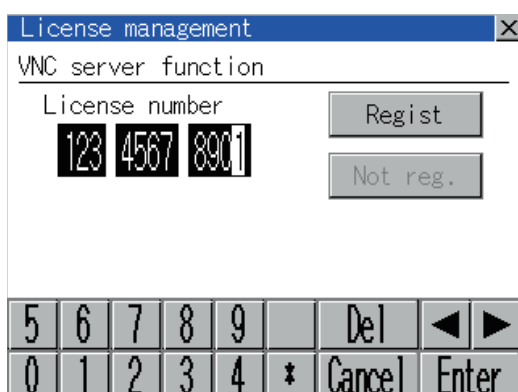 License management ×
VNC server function
License number
123 4567 8901
Regist
Not reg.
5 6 7 8 9 Del ◀ ▶
0 1 2 3 4 * Cancel Enter